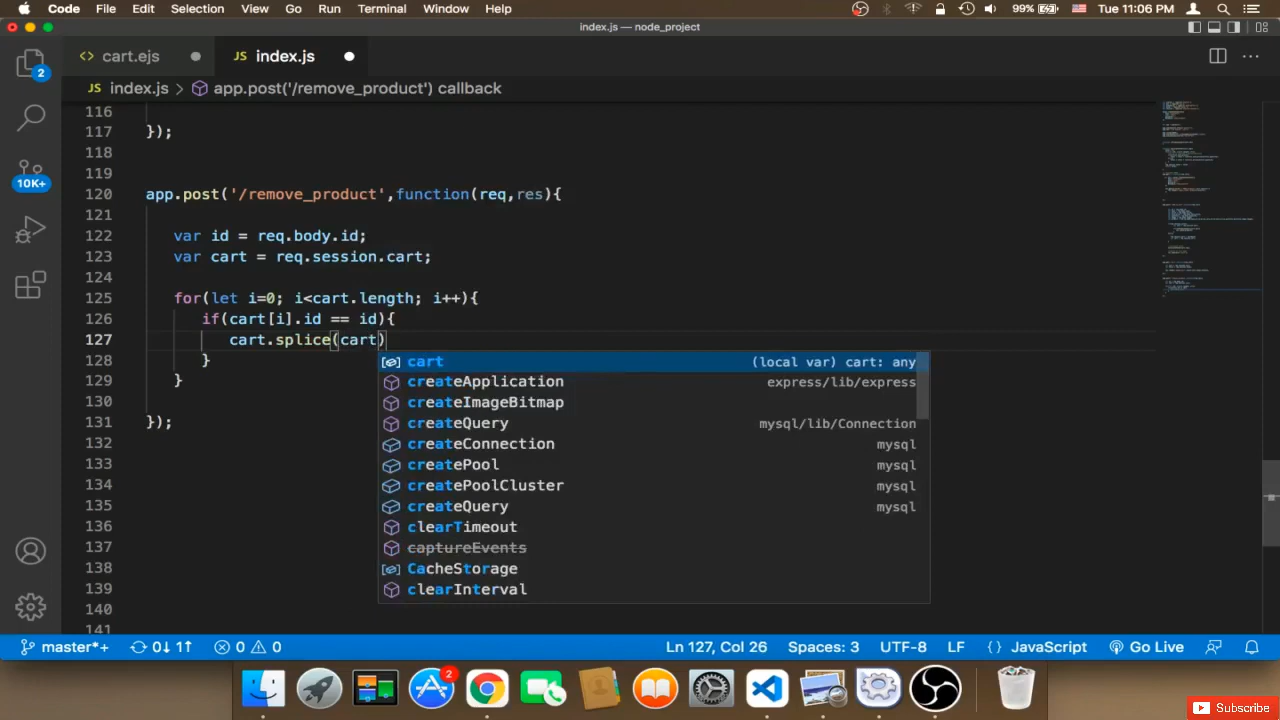 Code File Edit Selection View Go Run Terminal Window Help 99% Tue 11:06 PM
index.js — node_project
2
cart.ejs
JS index.js
JS index.js > app.post('/remove_product') callback
116
117 });
118
119
120 app.post('/remove_product',function(req,res){
121
122 var id = req.body.id;
123 var cart = req.session.cart;
124
125 for(let i=0; i<cart.length; i++){
126 if(cart[i].id == id){
127 cart.splice(cart)
128 }
129 }
130
131 });
132
133
134
135
136
137
138
139
140
141
10K+
cart (local var) cart: any
createApplication express/lib/express
createImageBitmap
createQuery mysql/lib/Connection
createConnection mysql
createPool mysql
createPoolCluster mysql
createQuery mysql
clearTimeout
captureEvents
CacheStorage
clearInterval
master*+ 0↓ 1↑ 0 0 Ln 127, Col 26 Spaces: 3 UTF-8 LF {} JavaScript Go Live
2
Subscribe